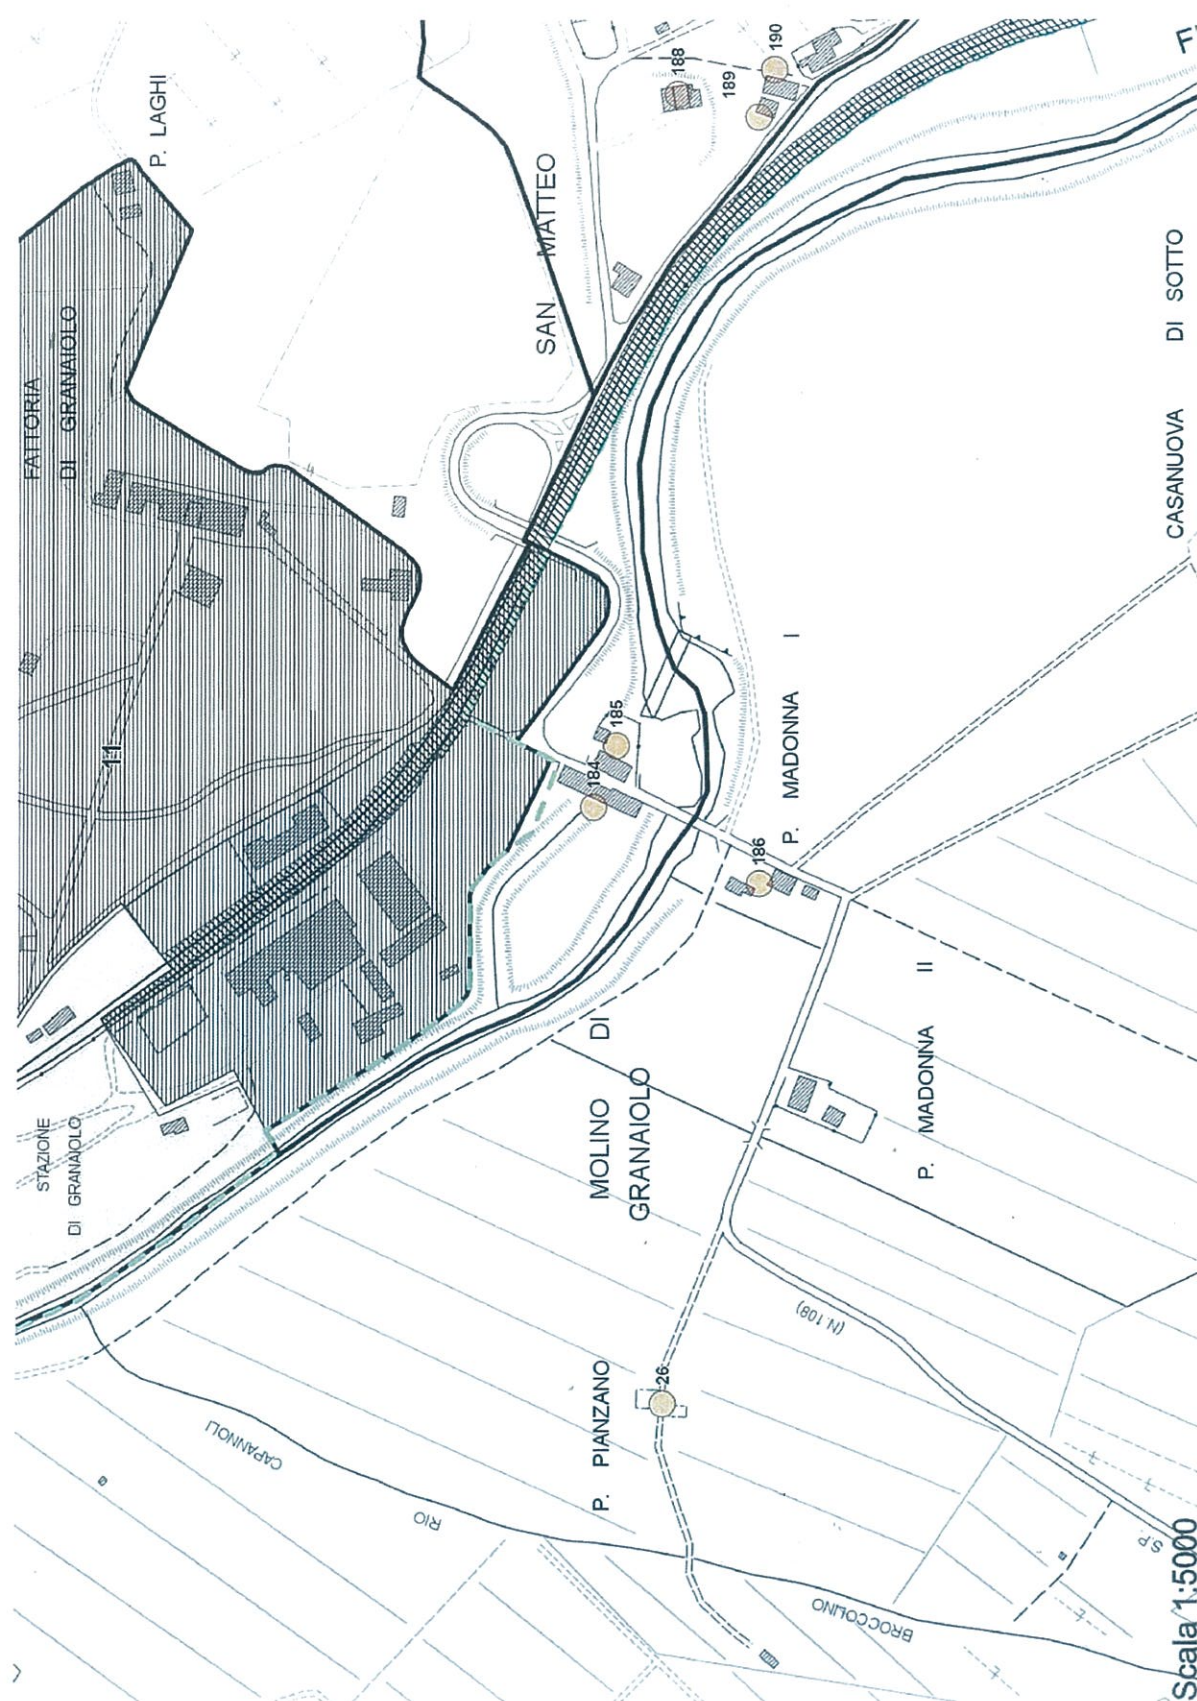 FATTORIA
DI GRANAIOLO
P. LAGHI
SAN MATTEO
188
189
190
11
184
185
186
P. MADONNA I
CASANUOVA DI SOTTO
STAZIONE
DI GRANAIOLO
MOLINO DI
GRANAIOLO
P. MADONNA II
P. PIANZANO
26
(N.108)
S.P.
CAPANNOLI
RIO
BROCCOLINO
Scala 1:5000